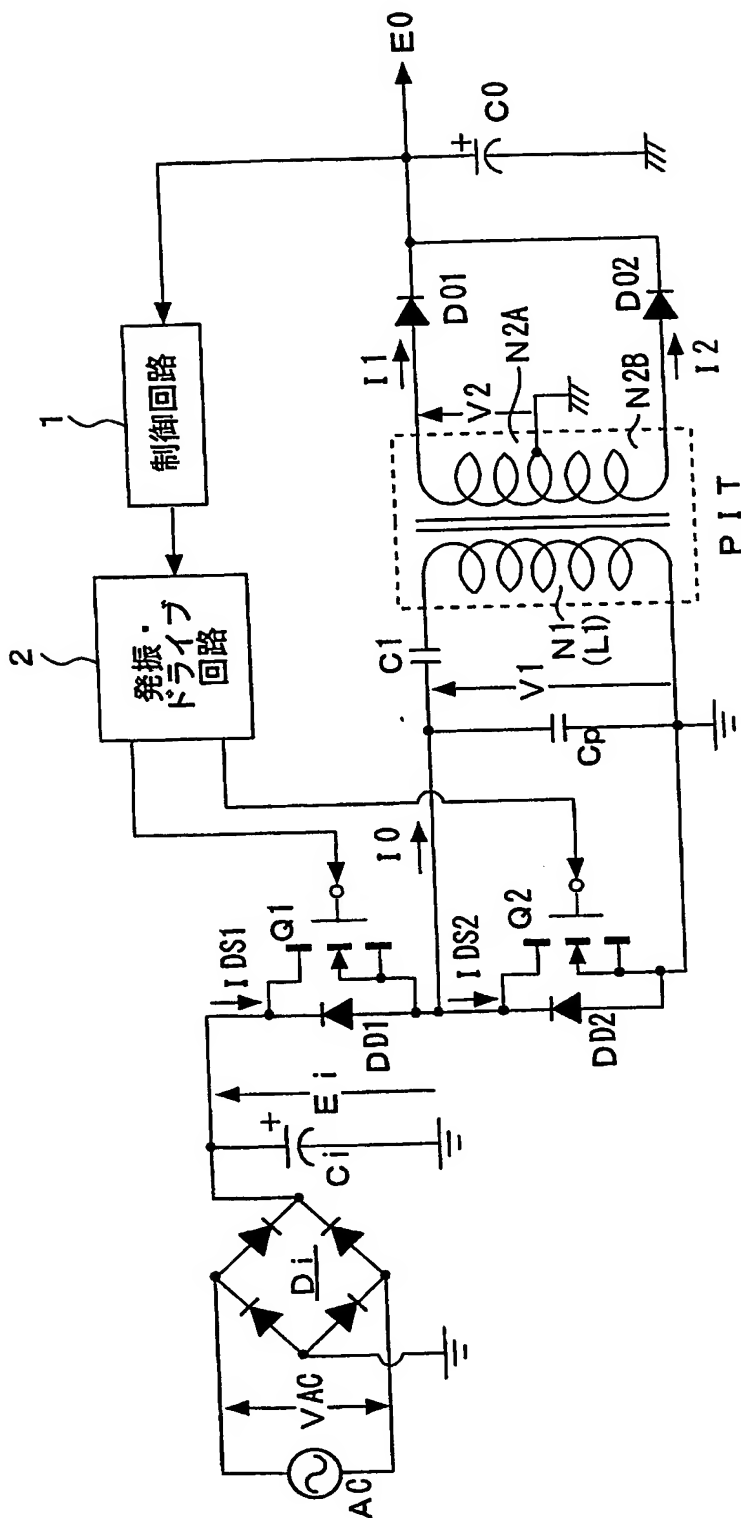 AC
VAC
Di
Ci
+
Ei
IDS1
Q1
DD1
IDS2
Q2
DD2
I0
2
発振・
ドライブ
回路
1
制御回路
C1
V1
Cp
N1
(L1)
PIT
V2
N2A
N2B
I1
I2
D01
D02
+
C0
E0